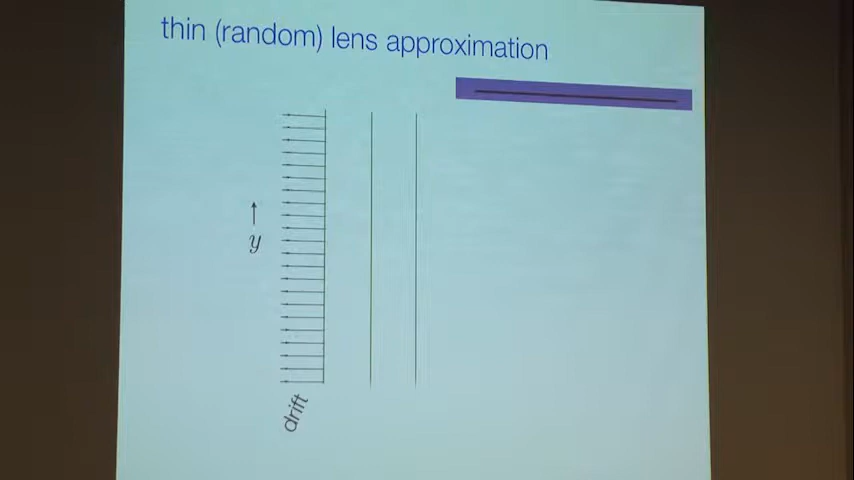 thin (random) lens approximation
y
drift